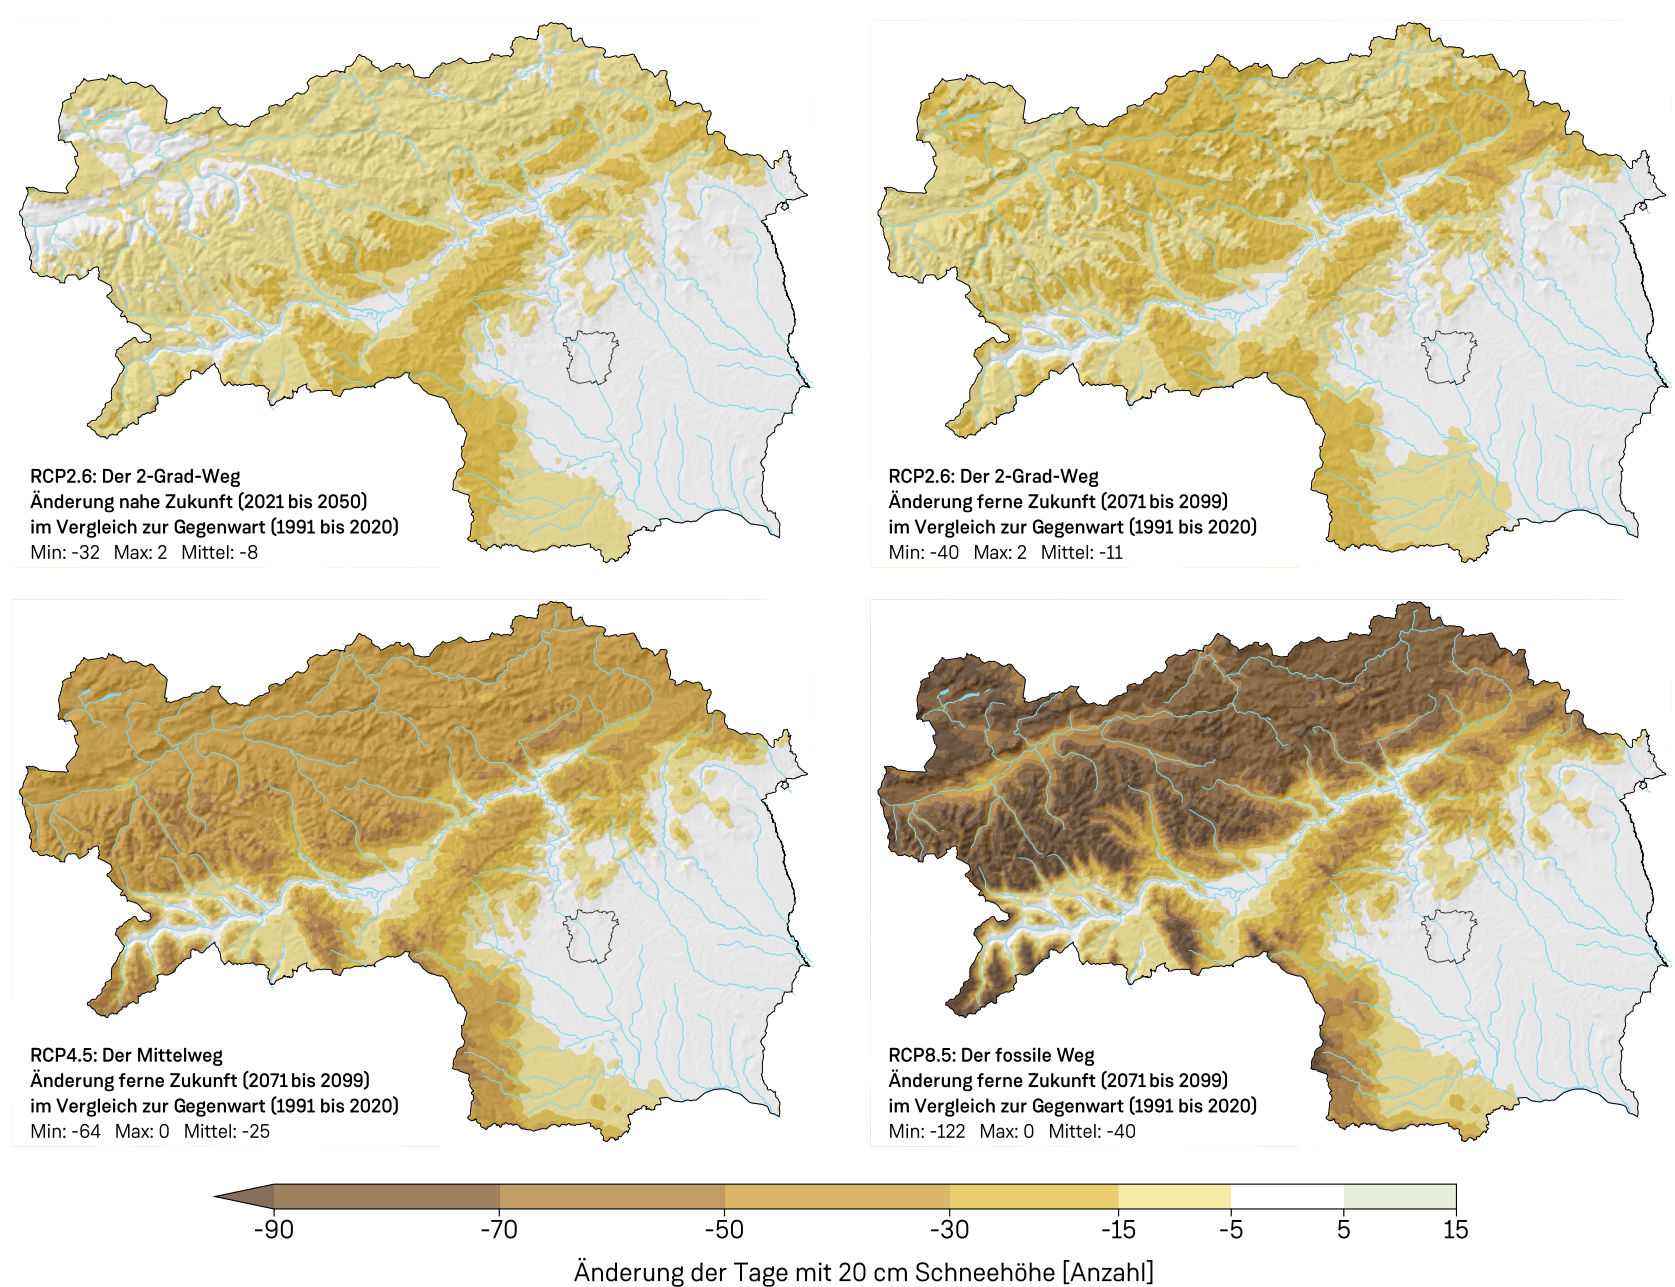 RCP2.6: Der 2-Grad-Weg
Änderung nahe Zukunft (2021 bis 2050)
im Vergleich zur Gegenwart (1991 bis 2020)
Min: -32 Max: 2 Mittel: -8
RCP2.6: Der 2-Grad-Weg
Änderung ferne Zukunft (2071 bis 2099)
im Vergleich zur Gegenwart (1991 bis 2020)
Min: -40 Max: 2 Mittel: -11
RCP4.5: Der Mittelweg
Änderung ferne Zukunft (2071 bis 2099)
im Vergleich zur Gegenwart (1991 bis 2020)
Min: -64 Max: 0 Mittel: -25
RCP8.5: Der fossile Weg
Änderung ferne Zukunft (2071 bis 2099)
im Vergleich zur Gegenwart (1991 bis 2020)
Min: -122 Max: 0 Mittel: -40
-90 -70 -50 -30 -15 -5 5 15
Änderung der Tage mit 20 cm Schneehöhe [Anzahl]